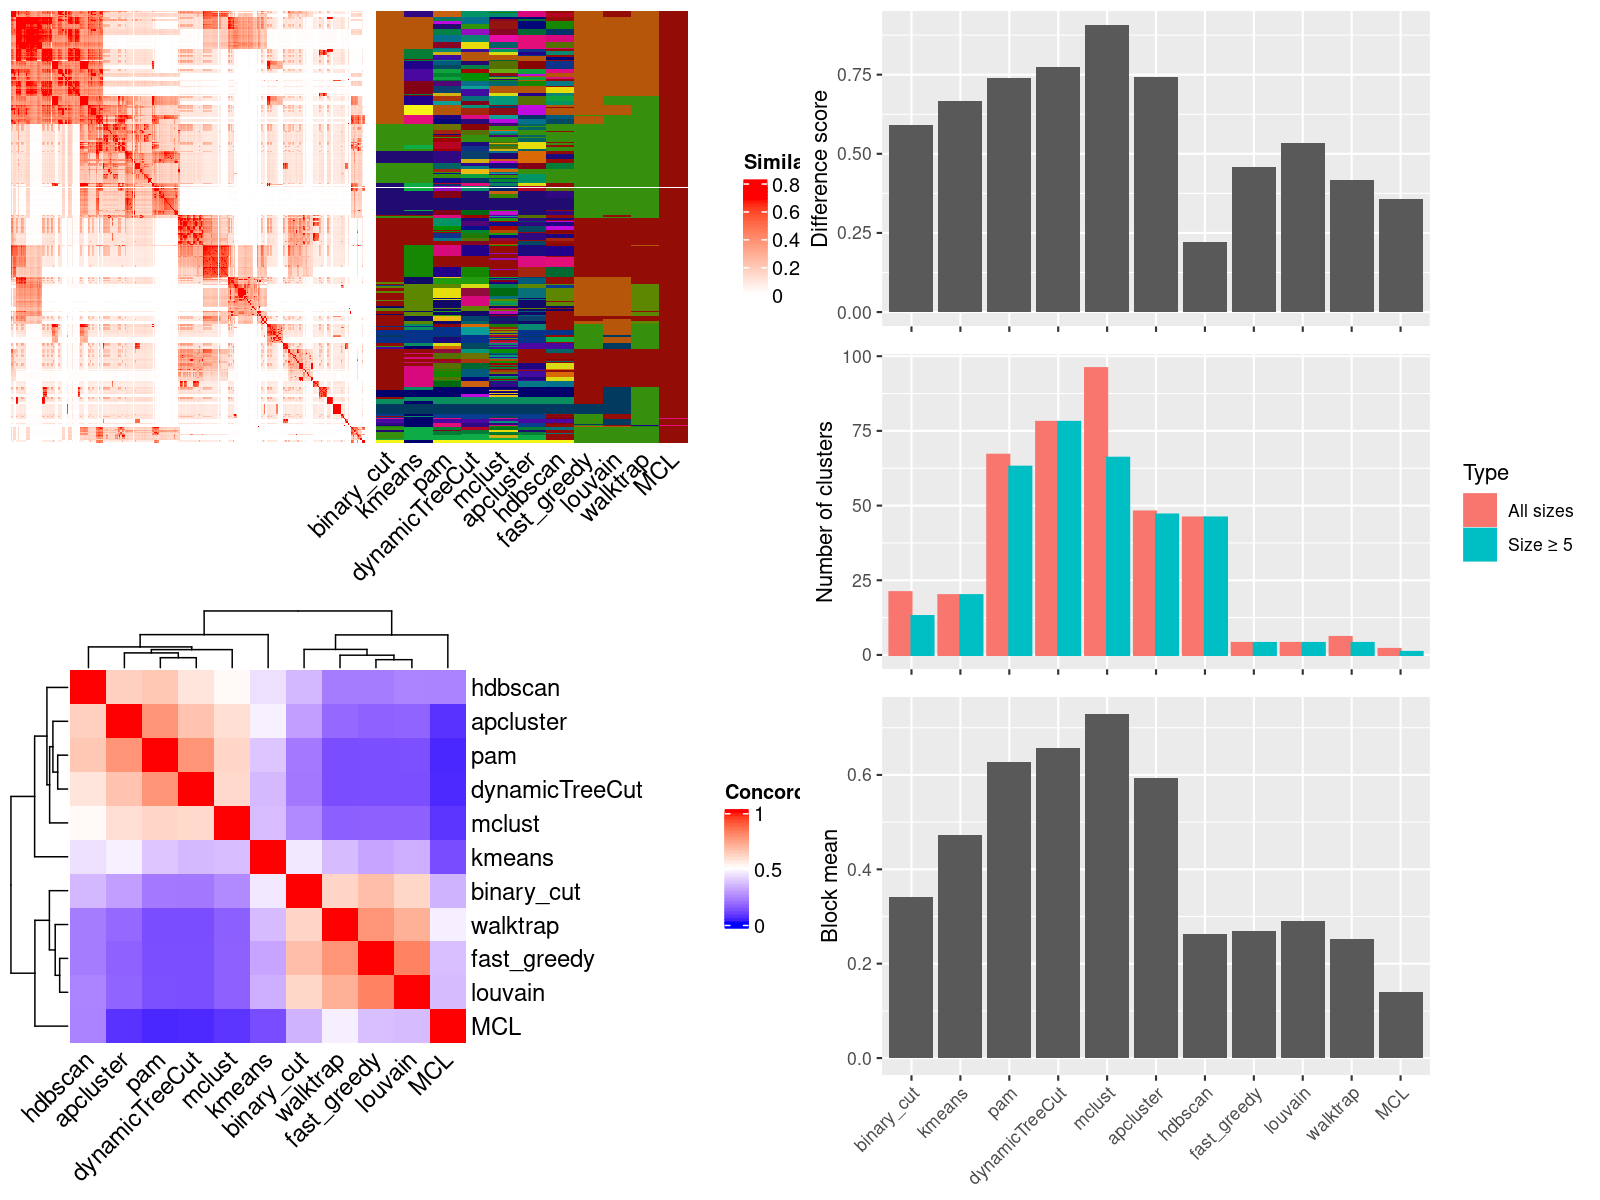 Simila
0.8
0.6
0.4
0.2
0
binary_cut
kmeans
pam
dynamicTreeCut
mclust
apcluster
hdbscan
fast_greedy
louvain
walktrap
MCL
Difference score
0.75
0.50
0.25
0.00
Number of clusters
100
75
50
25
0
Type
All sizes
Size ≥ 5
hdbscan
apcluster
pam
dynamicTreeCut
mclust
kmeans
binary_cut
walktrap
fast_greedy
louvain
MCL
hdbscan
apcluster
pam
dynamicTreeCut
mclust
kmeans
binary_cut
walktrap
fast_greedy
louvain
MCL
Concord
1
0.5
0
Block mean
0.6
0.4
0.2
0.0
binary_cut
kmeans
pam
dynamicTreeCut
mclust
apcluster
hdbscan
fast_greedy
louvain
walktrap
MCL